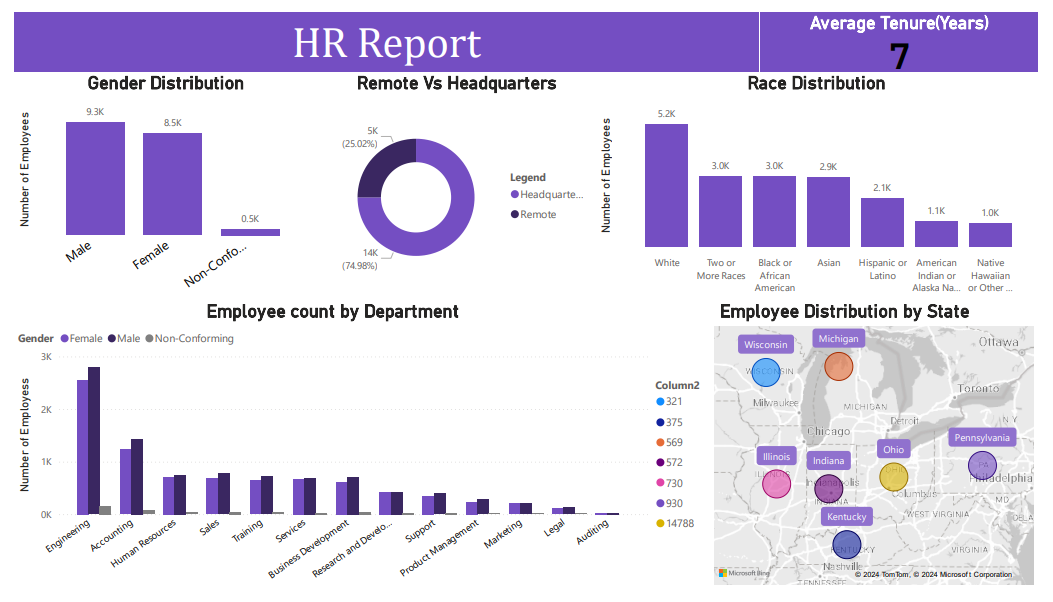 HR Report
Average Tenure(Years)
7
Gender Distribution
Number of Employees
9.3K
8.5K
0.5K
Male
Female
Non-Confo...
Remote Vs Headquarters
5K
(25.02%)
14K
(74.98%)
Legend
Headquarte...
Remote
Race Distribution
Number of Employees
5.2K
3.0K
3.0K
2.9K
2.1K
1.1K
1.0K
White
Two or
More Races
Black or
African
American
Asian
Hispanic or
Latino
American
Indian or
Alaska Na...
Native
Hawaiian
or Other ...
Employee count by Department
Gender
Female
Male
Non-Conforming
Number of Employess
3K
2K
1K
0K
Engineering
Accounting
Human Resources
Sales
Training
Services
Business Development
Research and Develo...
Support
Product Management
Marketing
Legal
Auditing
Employee Distribution by State
Column2
321
375
569
572
730
930
14788
Wisconsin
Michigan
Ottawa
WISCONSIN
Toronto
Milwaukee
MICHIGAN
N Y
Detroit
Chicago
Pennsylvania
Illinois
Indiana
Ohio
PA
Philadelphia
Indianapolis
INDIANA
Columbus
MD
Kentucky
WEST VIRGINIA
DELA
KENTUCKY
VIRGINIA
Nashville
Microsoft Bing
© 2024 TomTom, © 2024 Microsoft Corporation
TENNESSEE